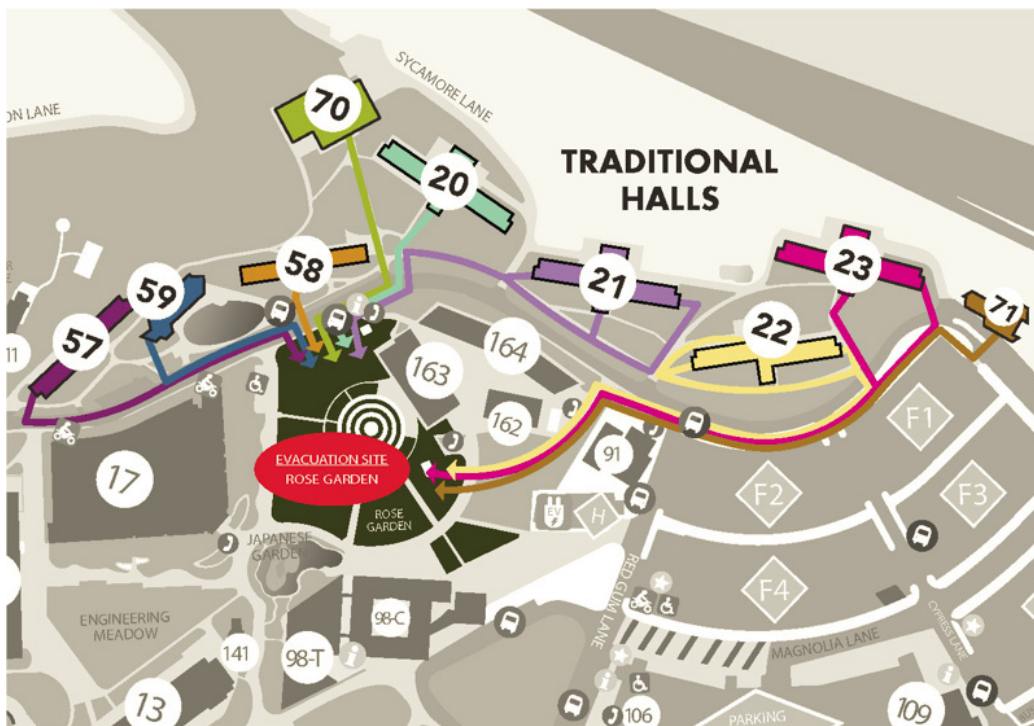 SYCAMORE LANE
ON LANE
70
20
TRADITIONAL
HALLS
58
59
57
21
23
22
71
11
163
164
162
17
91
F1
F2
F3
F4
EVACUATION SITE
ROSE GARDEN
ROSE
GARDEN
EV
H
JAPANESE
GARDEN
ENGINEERING
MEADOW
98-C
98-T
141
13
RED GUM LANE
MAGNOLIA LANE
CYPRESS LANE
106
109
PARKING